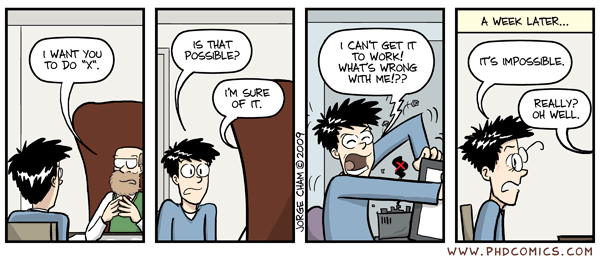 I WANT YOU
TO DO "X".
IS THAT
POSSIBLE?
I'M SURE
OF IT.
JORGE CHAM © 2009
I CAN'T GET IT
TO WORK!
WHAT'S WRONG
WITH ME!??
A WEEK LATER...
IT'S IMPOSSIBLE.
REALLY?
OH WELL.
WWW.PHDCOMICS.COM